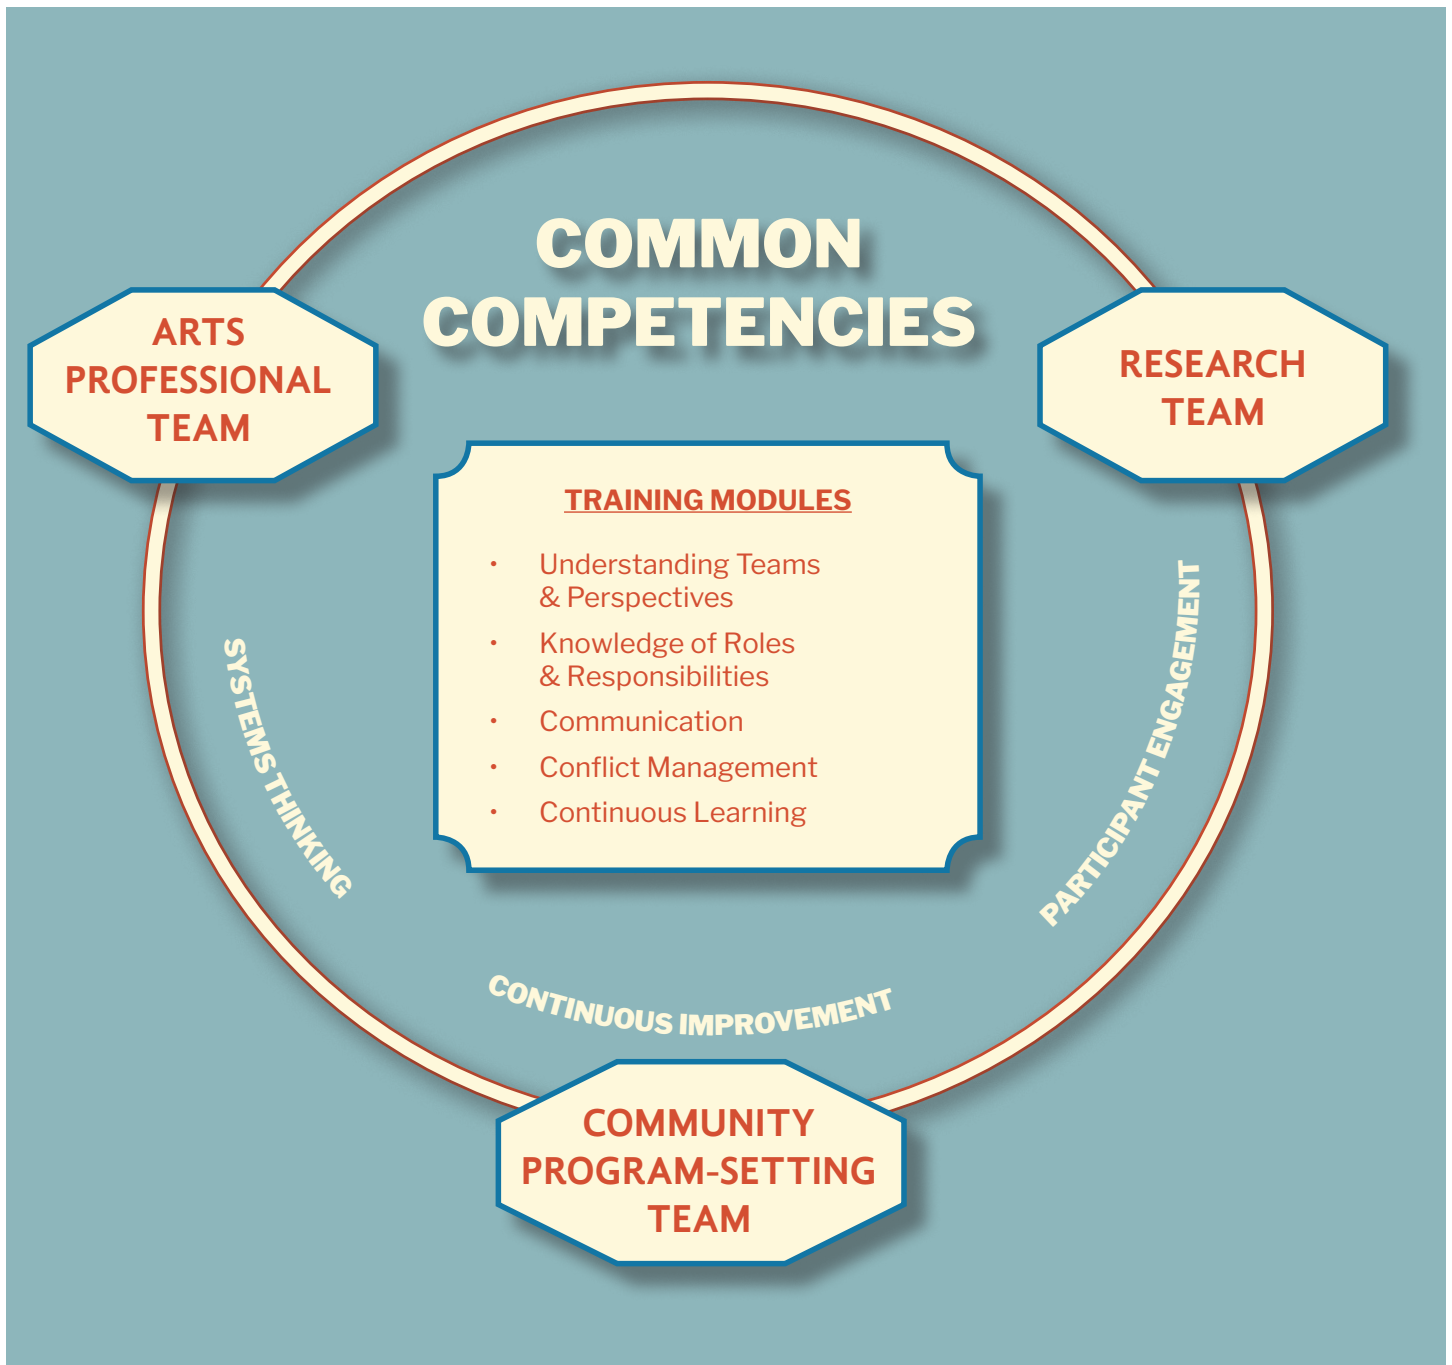 COMMON
COMPETENCIES
ARTS
PROFESSIONAL
TEAM
RESEARCH
TEAM
TRAINING MODULES
• Understanding Teams
& Perspectives
• Knowledge of Roles
& Responsibilities
• Communication
• Conflict Management
• Continuous Learning
SYSTEMS THINKING
PARTICIPANT ENGAGEMENT
CONTINUOUS IMPROVEMENT
COMMUNITY
PROGRAM-SETTING
TEAM